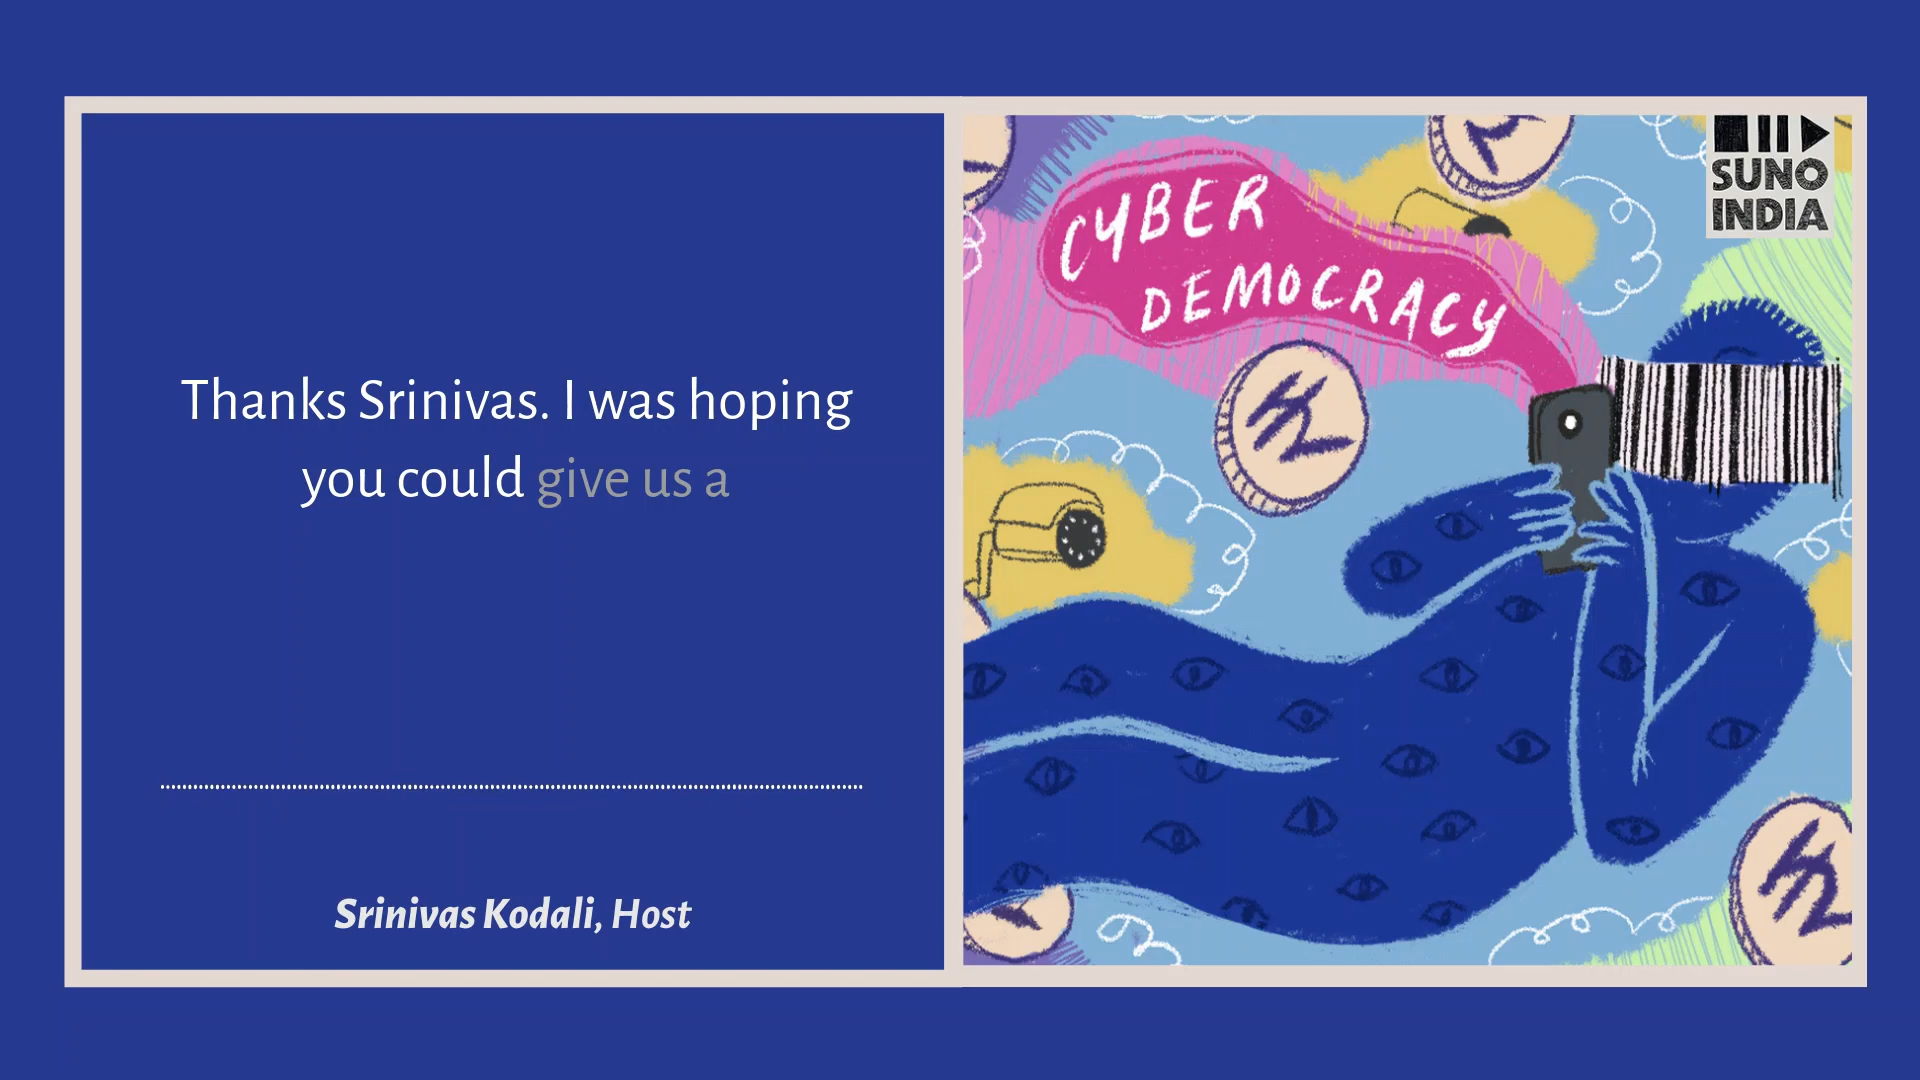 Thanks Srinivas. I was hoping
you could give us a
Srinivas Kodali, Host
CYBER
DEMOCRACY
SUNO
INDIA